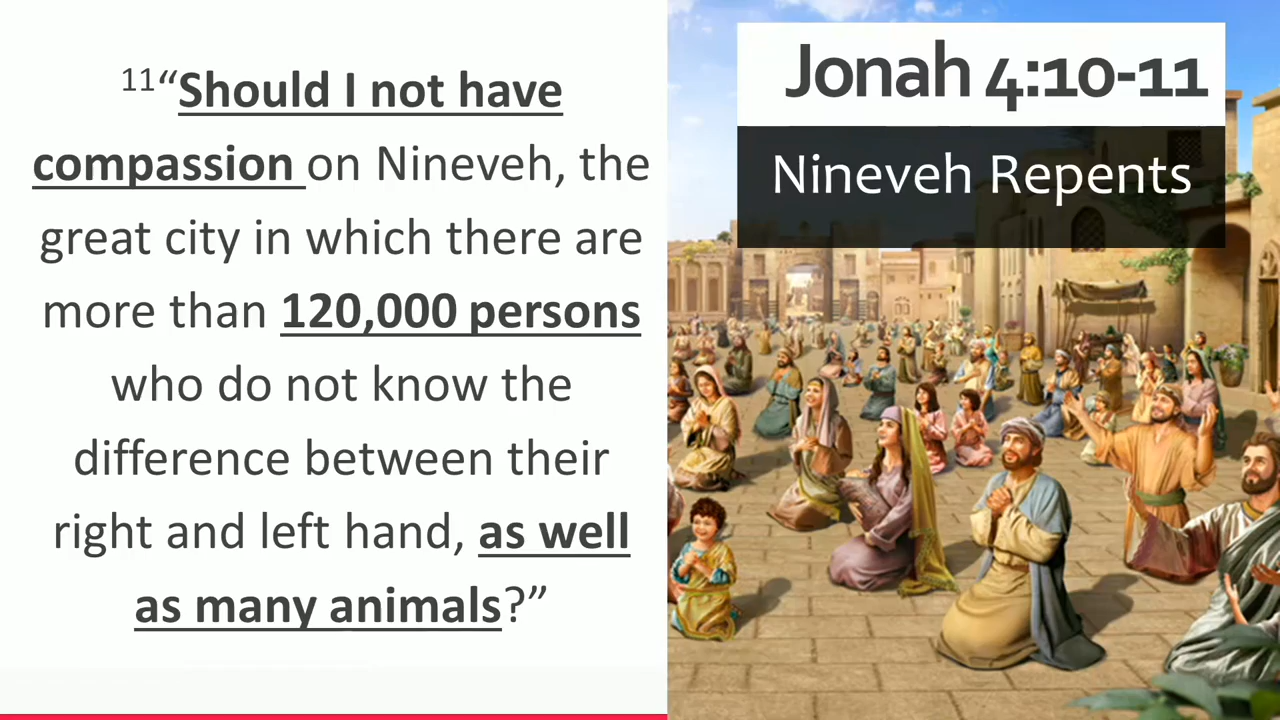 ¹¹“Should I not have
compassion on Nineveh, the
great city in which there are
more than 120,000 persons
who do not know the
difference between their
right and left hand, as well
as many animals?”
Jonah 4:10-11
Nineveh Repents